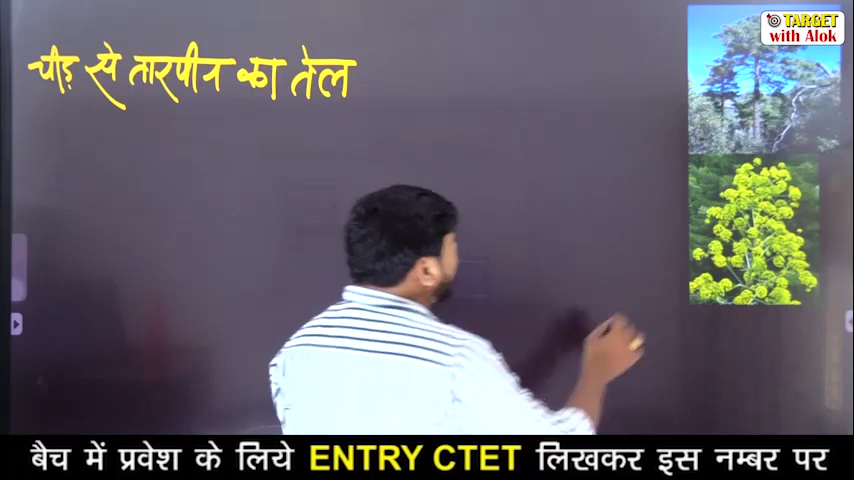 TARGET
with Alok
चीड़ से तारपीन का तेल
बैच में प्रवेश के लिये ENTRY CTET लिखकर इस नम्बर पर